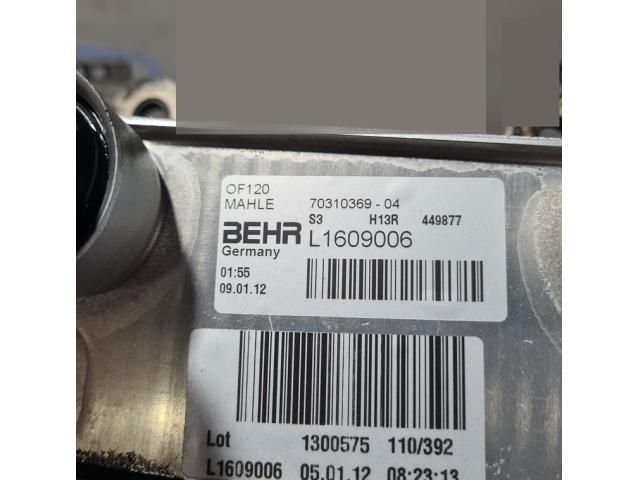 OF120
MAHLE 70310369 - 04
S3 H13R 449877
BEHR L1609006
Germany
01:55
09.01.12
Lot 1300575 110/392
L1609006 05.01.12 08:23:13